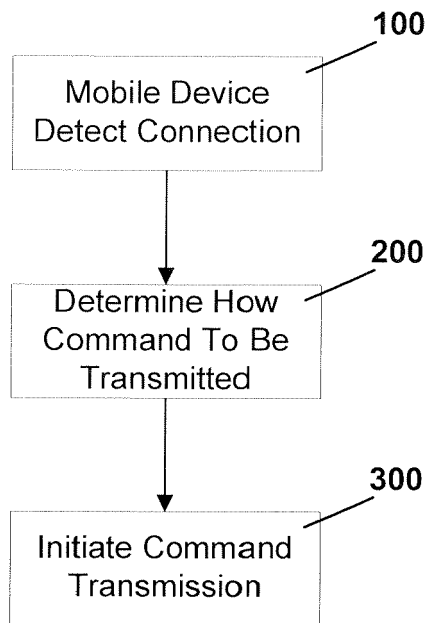 100
Mobile Device
Detect Connection
200
Determine How
Command To Be
Transmitted
300
Initiate Command
Transmission